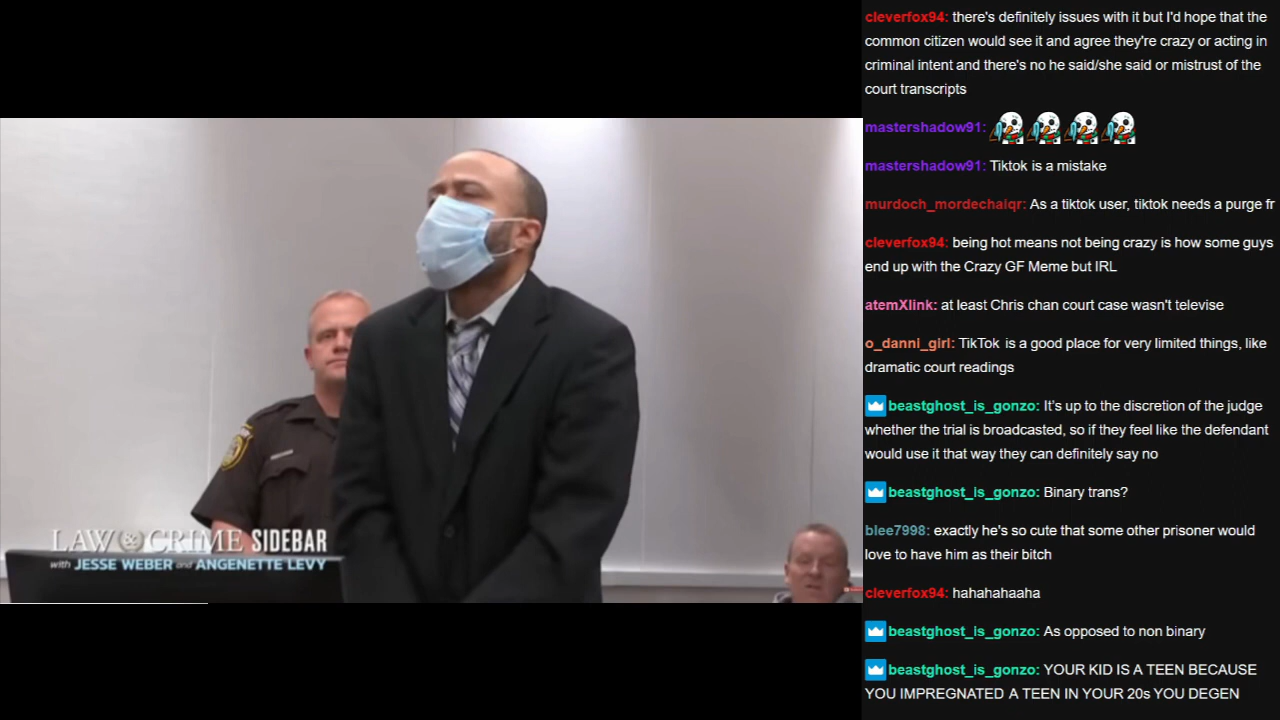 LAW & CRIME SIDEBAR
with JESSE WEBER and ANGENETTE LEVY
cleverfox94: there's definitely issues with it but I'd hope that the
common citizen would see it and agree they're crazy or acting in
criminal intent and there's no he said/she said or mistrust of the
court transcripts
mastershadow91:
mastershadow91: Tiktok is a mistake
murdoch_mordechaiqr: As a tiktok user, tiktok needs a purge fr
cleverfox94: being hot means not being crazy is how some guys
end up with the Crazy GF Meme but IRL
atemXlink: at least Chris chan court case wasn't televise
o_danni_girl: TikTok is a good place for very limited things, like
dramatic court readings
beastghost_is_gonzo: It's up to the discretion of the judge
whether the trial is broadcasted, so if they feel like the defendant
would use it that way they can definitely say no
beastghost_is_gonzo: Binary trans?
blee7998: exactly he's so cute that some other prisoner would
love to have him as their bitch
cleverfox94: hahahahaaha
beastghost_is_gonzo: As opposed to non binary
beastghost_is_gonzo: YOUR KID IS A TEEN BECAUSE
YOU IMPREGNATED A TEEN IN YOUR 20s YOU DEGEN